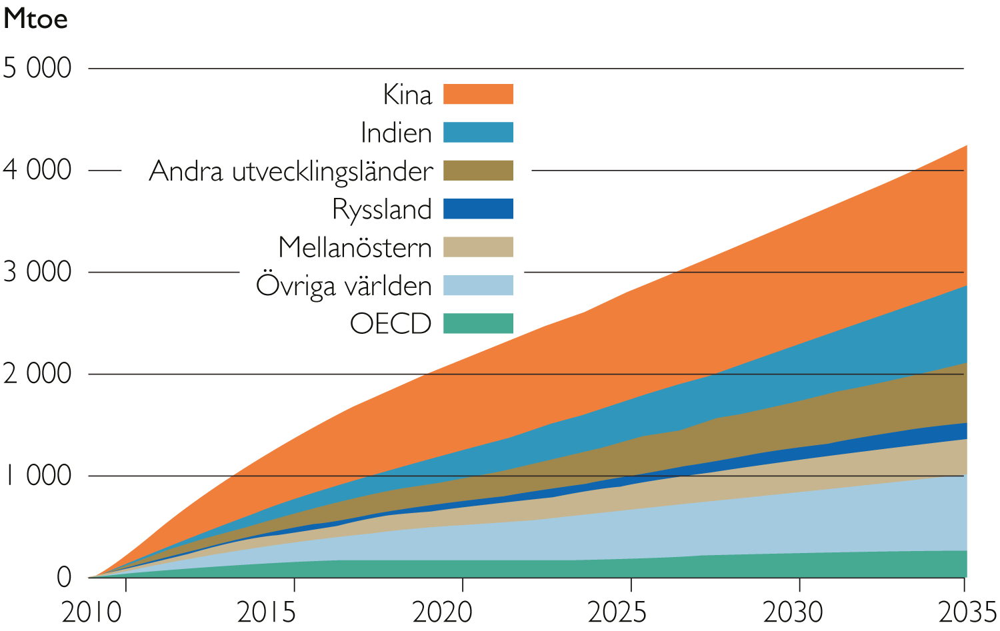 Mtoe
5 000
Kina
Indien
4 000
Andra utvecklingsländer
Ryssland
Mellanöstern
3 000
Övriga världen
OECD
2 000
1 000
0
2010 2015 2020 2025 2030 2035